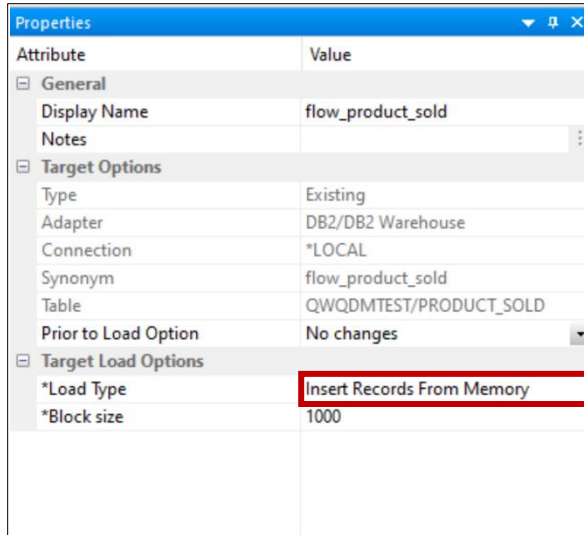 Properties
Attribute Value
General
Display Name flow_product_sold
Notes
Target Options
Type Existing
Adapter DB2/DB2 Warehouse
Connection *LOCAL
Synonym flow_product_sold
Table QWQDMTEST/PRODUCT_SOLD
Prior to Load Option No changes
Target Load Options
*Load Type Insert Records From Memory
*Block size 1000